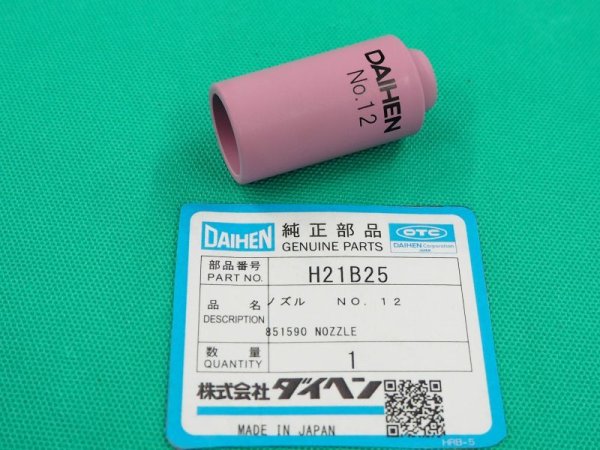 DAIHEN
No.12
DAIHEN 純正部品 OTC
GENUINE PARTS DAIHEN Corporation
部品番号
PART NO. H21B25
品名 ノズル NO. 12
DESCRIPTION
851590 NOZZLE
数量
QUANTITY 1
株式会社 ダイヘン
MADE IN JAPAN
HRB-5